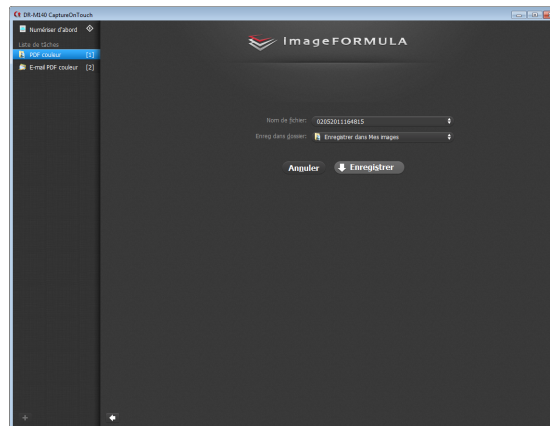 DR-M140 CaptureOnTouch
Numériser d'abord
Liste de tâches
PDF couleur [1]
E-mail PDF couleur [2]
ImageFORMULA
Nom de fichier: 02052011164815
Enreg dans dossier: Enregistrer dans Mes images
Annuler Enregistrer